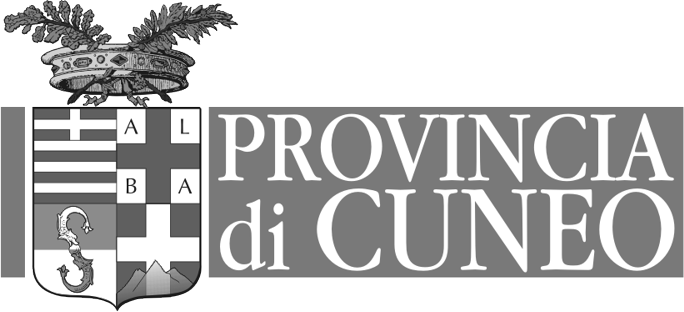 A L
B A
PROVINCIA
di CUNEO